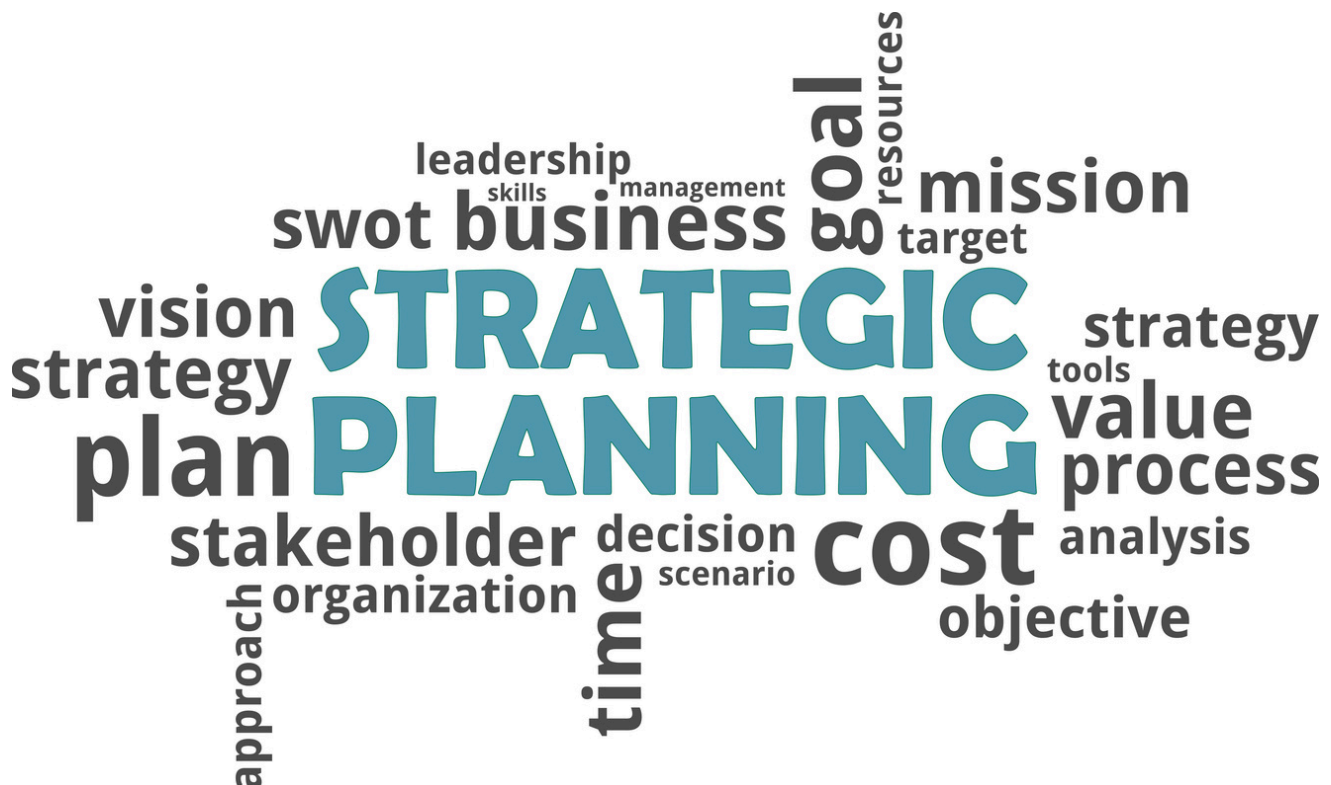 resources
goal
leadership
skills
management
mission
swot
business
target
vision
STRATEGIC
strategy
strategy
tools
plan
PLANNING
value
process
stakeholder
decision
cost
analysis
scenario
organization
time
objective
approach